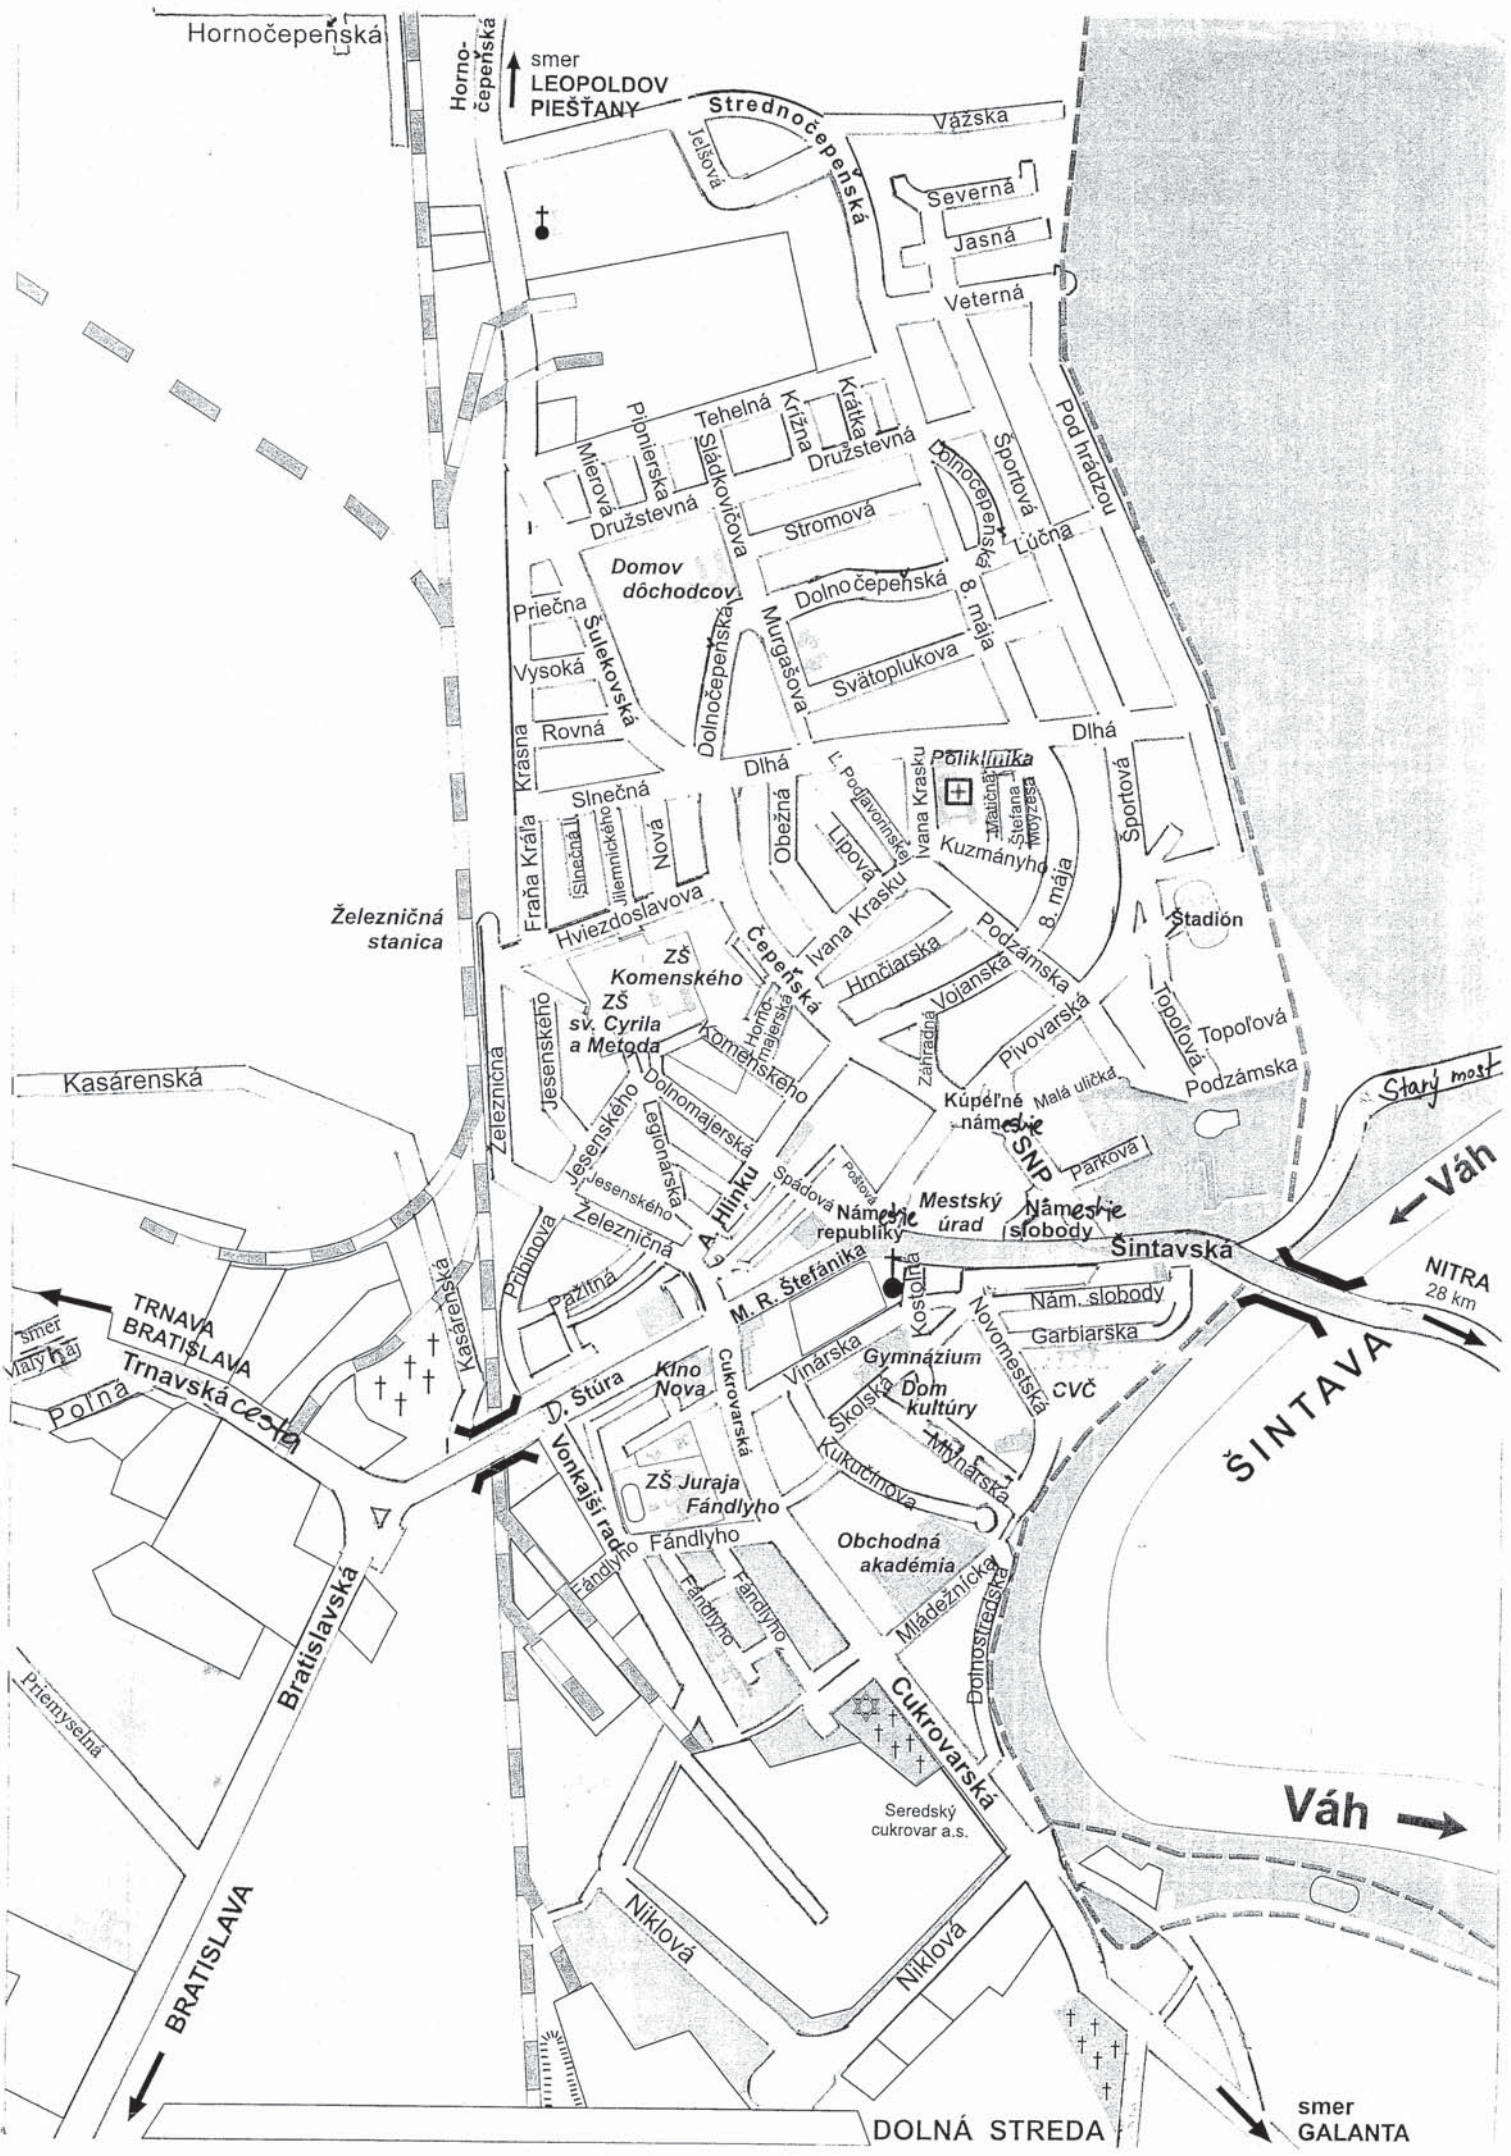 Hornočepeňská
Horno-
čepeňská
smer
LEOPOLDOV
PIEŠŤANY
Strednočepeňská
Vážska
Jelšová
Severná
Jasná
Veterná
Tehelná
Krížna
Krátka
Pionierska
Mierová
Sládkovičova
Družstevná
Družstevná
Dolnočepeňská
Športová
Pod hrádzou
Stromová
Lúčna
Domov
dôchodcov
Dolnočepeňská
8. mája
Priečna
Šulekovská
Dolnočepeňská
Murgašova
Vysoká
Svätoplukova
Rovná
Krásna
Dlhá
Dlhá
Slnečná
Ľ. Podjavorinskej
Ivana Krasku
Poliklinika
Matičná
Štefana
Moyzesa
Športová
Obežná
Fraňa Kráľa
Slnečná
Jilemnického
Nová
Lipová
Kuzmányho
8. mája
Hviezdoslavova
Železničná
stanica
Štadión
Čepeňská
Ivana Krasku
Podzámska
ZŠ
Komenského
Hrnčiarska
Vojanská
ZŠ
sv. Cyrila
a Metoda
Horno-
majerská
Komenského
Jesenského
Železničná
Záhradná
Pivovarská
Topoľová
Topoľová
Podzámska
Kasárenská
Starý most
Dolnomajerská
Malá ulička
Kúpeľné
námestie
Jesenského
Legionárska
SNP
Parková
Váh
Jesenského
A. Hlinku
Spádová
Poštová
Mestský
úrad
Námestie
republiky
Námestie
slobody
Šintavská
Železničná
Pribinova
Pažitná
M. R. Štefánika
Kostolná
NITRA
28 km
Nám. slobody
Garbiarska
Novomestská
Kasárenská
TRNAVA
BRATISLAVA
smer
Trnavská cesta
Poľná
Vinárska
Gymnázium
Kino
Nova
Cukrovarská
D. Štúra
Školská
Dom
kultúry
CVČ
ŠINTAVA
Mlynárska
Kukučínova
Vonkajší rad
ZŠ Juraja
Fándlyho
Fándlyho
Fándlyho
Fándlyho
Fándlyho
Obchodná
akadémia
Mládežnícka
Dolnostredská
Bratislavská
Priemyselná
Cukrovarská
Seredský
cukrovar a.s.
Váh
Niklová
Niklová
BRATISLAVA
DOLNÁ STREDA
smer
GALANTA